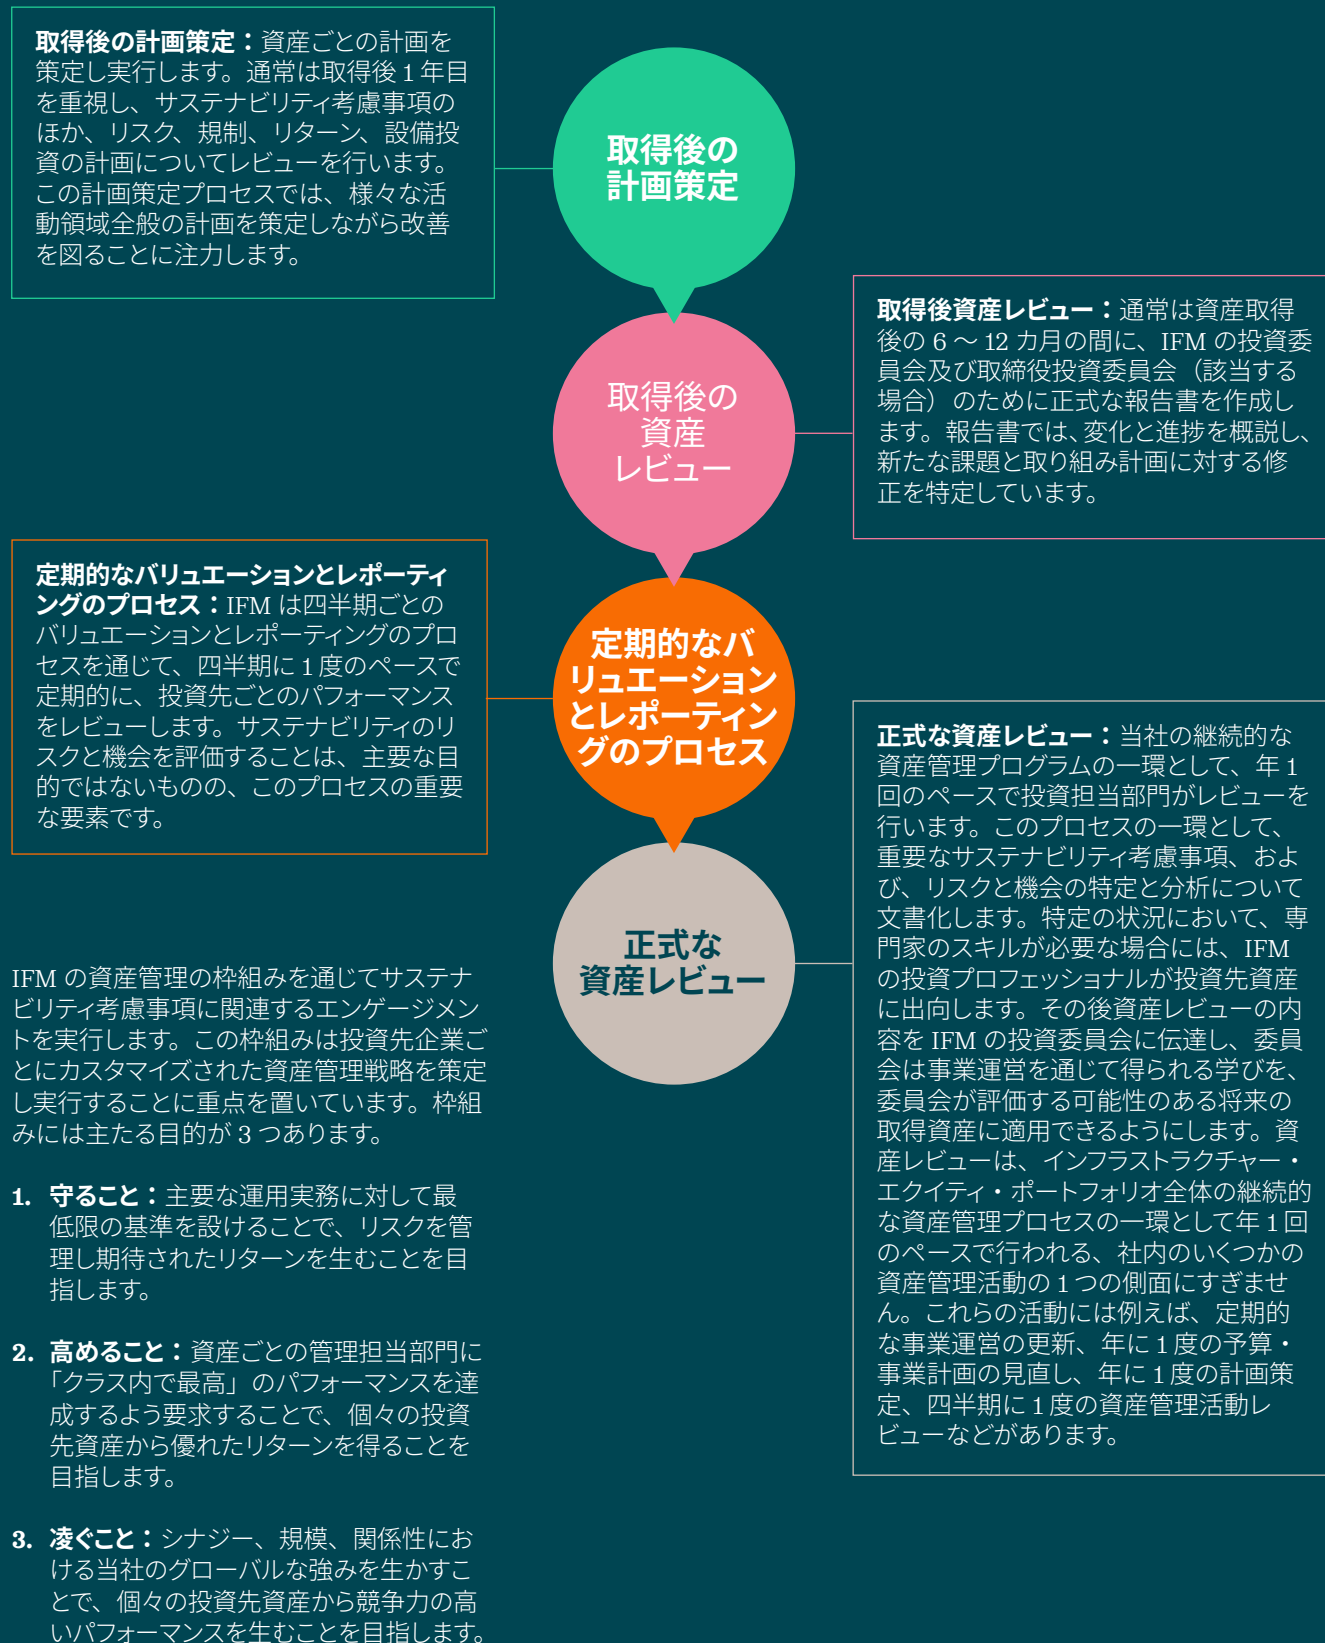 取得後の計画策定：資産ごとの計画を
策定し実行します。通常は取得後1年目
を重視し、サステナビリティ考慮事項の
ほか、リスク、規制、リターン、設備投
資の計画についてレビューを行います。
この計画策定プロセスでは、様々な活
動領域全般の計画を策定しながら改善
を図ることに注力します。
取得後の
計画策定
取得後の
資産
レビュー
取得後資産レビュー：通常は資産取得
後の 6 ～ 12 カ月の間に、IFM の投資委
員会及び取締役投資委員会（該当する
場合）のために正式な報告書を作成し
ます。報告書では、変化と進捗を概説し、
新たな課題と取り組み計画に対する修
正を特定しています。
定期的なバリュエーションとレポーティ
ングのプロセス：IFM は四半期ごとの
バリュエーションとレポーティングのプロ
セスを通じて、四半期に1度のペースで
定期的に、投資先ごとのパフォーマンス
をレビューします。サステナビリティのリ
スクと機会を評価することは、主要な目
的ではないものの、このプロセスの重要
な要素です。
定期的なバ
リュエーション
とレポーティン
グのプロセス
正式な
資産レビュー
正式な資産レビュー：当社の継続的な
資産管理プログラムの一環として、年1
回のペースで投資担当部門がレビューを
行います。このプロセスの一環として、
重要なサステナビリティ考慮事項、およ
び、リスクと機会の特定と分析について
文書化します。特定の状況において、専
門家のスキルが必要な場合には、IFM
の投資プロフェッショナルが投資先資産
に出向します。その後資産レビューの内
容を IFM の投資委員会に伝達し、委員
会は事業運営を通じて得られる学びを、
委員会が評価する可能性のある将来の
取得資産に適用できるようにします。資
産レビューは、インフラストラクチャー・
エクイティ・ポートフォリオ全体の継続的
な資産管理プロセスの一環として年1回
のペースで行われる、社内のいくつかの
資産管理活動の1つの側面にすぎませ
ん。これらの活動には例えば、定期的
な事業運営の更新、年に1度の予算・
事業計画の見直し、年に1度の計画策
定、四半期に1度の資産管理活動レ
ビューなどがあります。
IFM の資産管理の枠組みを通じてサステナ
ビリティ考慮事項に関連するエンゲージメン
トを実行します。この枠組みは投資先企業ご
とにカスタマイズされた資産管理戦略を策定
し実行することに重点を置いています。枠組
みには主たる目的が 3 つあります。
1. 守ること：主要な運用実務に対して最
低限の基準を設けることで、リスクを管
理し期待されたリターンを生むことを目
指します。
2. 高めること：資産ごとの管理担当部門に
「クラス内で最高」のパフォーマンスを達
成するよう要求することで、個々の投資
先資産から優れたリターンを得ることを
目指します。
3. 凌ぐこと：シナジー、規模、関係性にお
ける当社のグローバルな強みを生かすこ
とで、個々の投資先資産から競争力の高
いパフォーマンスを生むことを目指します。